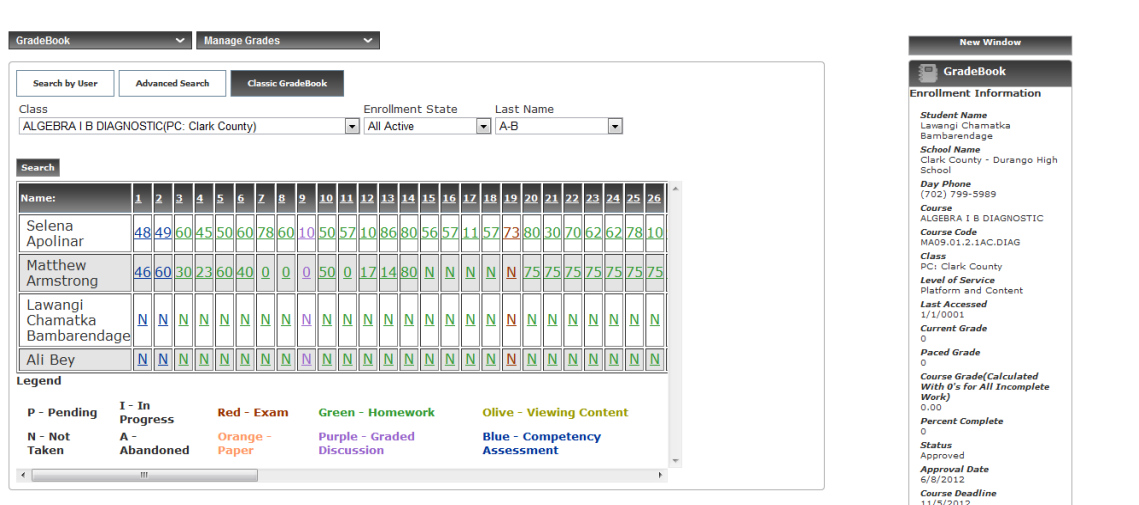 GradeBook Manage Grades
New Window
Search by User Advanced Search Classic GradeBook
GradeBook
Enrollment Information
Class Enrollment State Last Name
ALGEBRA I B DIAGNOSTIC(PC: Clark County) All Active A-B
Search
Name: 1 2 3 4 5 6 7 8 9 10 11 12 13 14 15 16 17 18 19 20 21 22 23 24 25 26
Selena
Apolinar
48 49 60 45 50 60 78 60 10 50 57 10 86 80 56 57 11 57 73 80 30 70 62 62 78 10
Matthew
Armstrong
46 60 30 23 60 40 0 0 0 50 0 17 14 80 N N N N N 75 75 75 75 75 75 75
Lawangi
Chamatka
Bambarendage
N N N N N N N N N N N N N N N N N N N N N N N N N N
Ali Bey N N N N N N N N N N N N N N N N N N N N N N N N N N
Legend
P - Pending
I - In
Progress
Red - Exam
Green - Homework
Olive - Viewing Content
N - Not
Taken
A -
Abandoned
Orange -
Paper
Purple - Graded
Discussion
Blue - Competency
Assessment
Student Name
Lawangi Chamatka
Bambarendage
School Name
Clark County - Durango High
School
Day Phone
(702) 799-5989
Course
ALGEBRA I B DIAGNOSTIC
Course Code
MA09.01.2.1AC.DIAG
Class
PC: Clark County
Level of Service
Platform and Content
Last Accessed
1/1/0001
Current Grade
0
Paced Grade
0
Course Grade(Calculated
With 0's for All Incomplete
Work)
0.00
Percent Complete
0
Status
Approved
Approval Date
6/8/2012
Course Deadline
11/5/2012